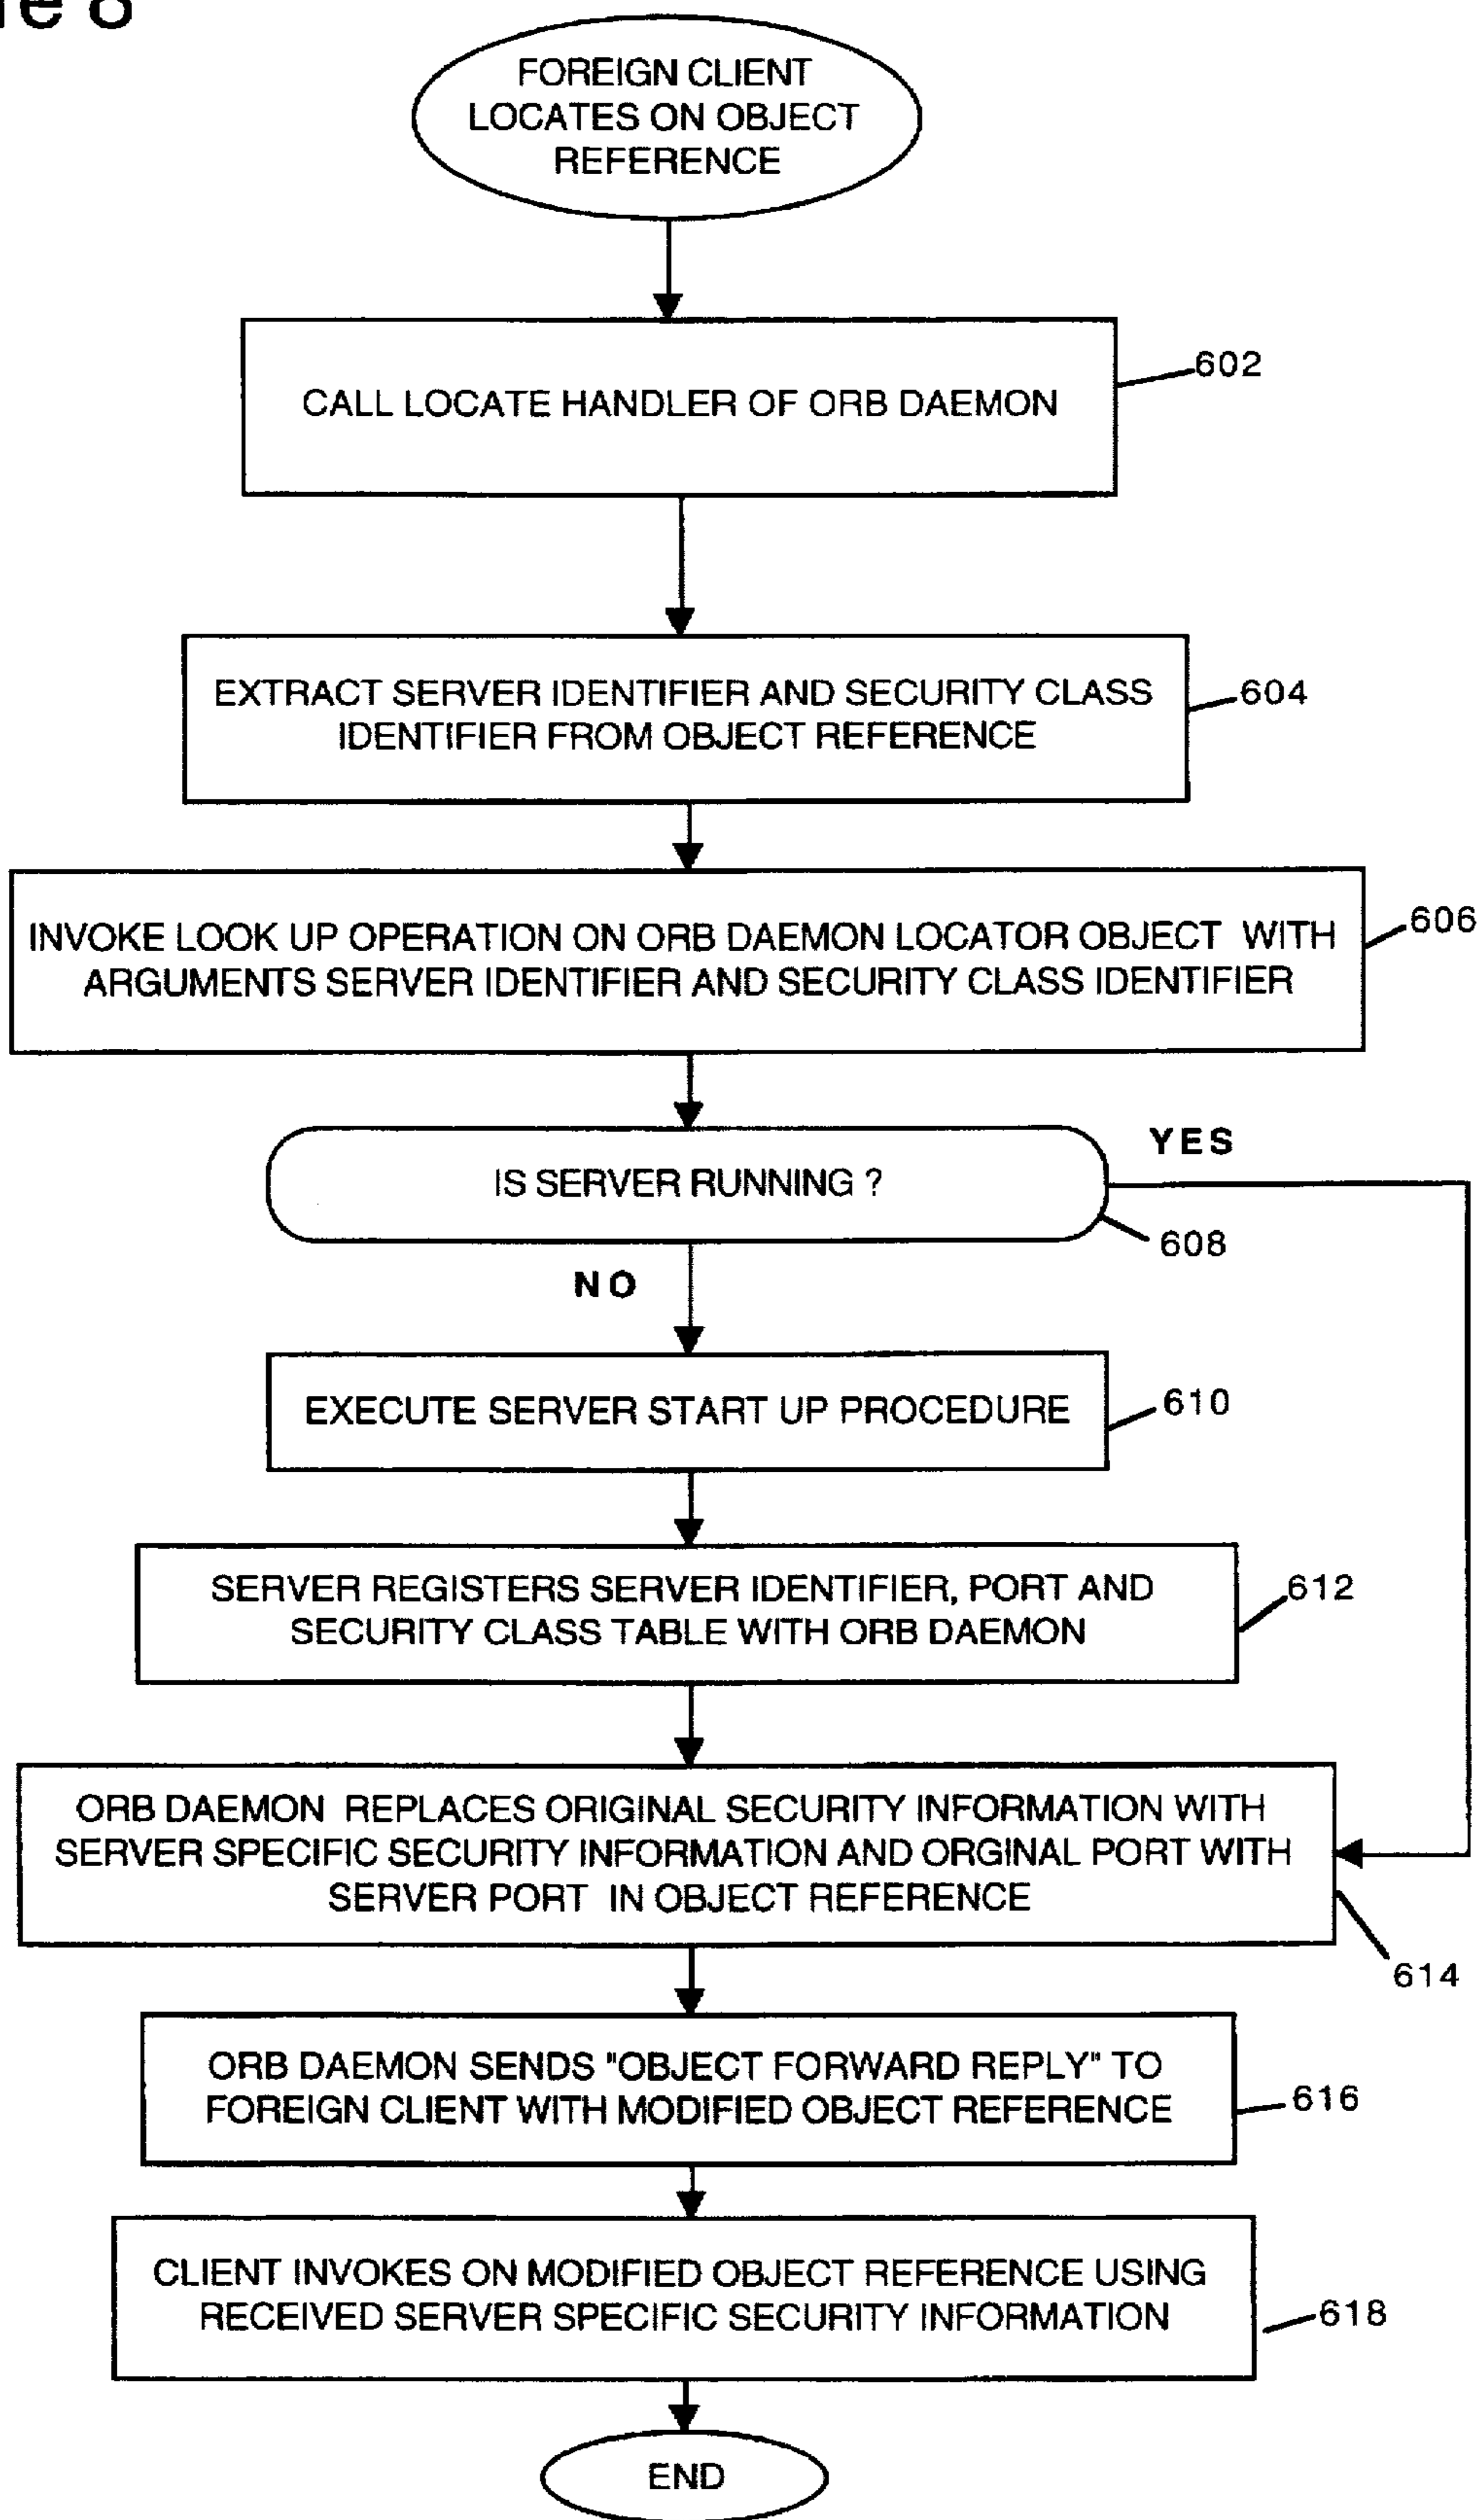 FOREIGN CLIENT
LOCATES ON OBJECT
REFERENCE
CALL LOCATE HANDLER OF ORB DAEMON
602
EXTRACT SERVER IDENTIFIER AND SECURITY CLASS
IDENTIFIER FROM OBJECT REFERENCE
604
INVOKE LOOK UP OPERATION ON ORB DAEMON LOCATOR OBJECT WITH
ARGUMENTS SERVER IDENTIFIER AND SECURITY CLASS IDENTIFIER
606
IS SERVER RUNNING ?
YES
608
NO
EXECUTE SERVER START UP PROCEDURE
610
SERVER REGISTERS SERVER IDENTIFIER, PORT AND
SECURITY CLASS TABLE WITH ORB DAEMON
612
ORB DAEMON REPLACES ORIGINAL SECURITY INFORMATION WITH
SERVER SPECIFIC SECURITY INFORMATION AND ORGINAL PORT WITH
SERVER PORT IN OBJECT REFERENCE
614
ORB DAEMON SENDS "OBJECT FORWARD REPLY" TO
FOREIGN CLIENT WITH MODIFIED OBJECT REFERENCE
616
CLIENT INVOKES ON MODIFIED OBJECT REFERENCE USING
RECEIVED SERVER SPECIFIC SECURITY INFORMATION
618
END